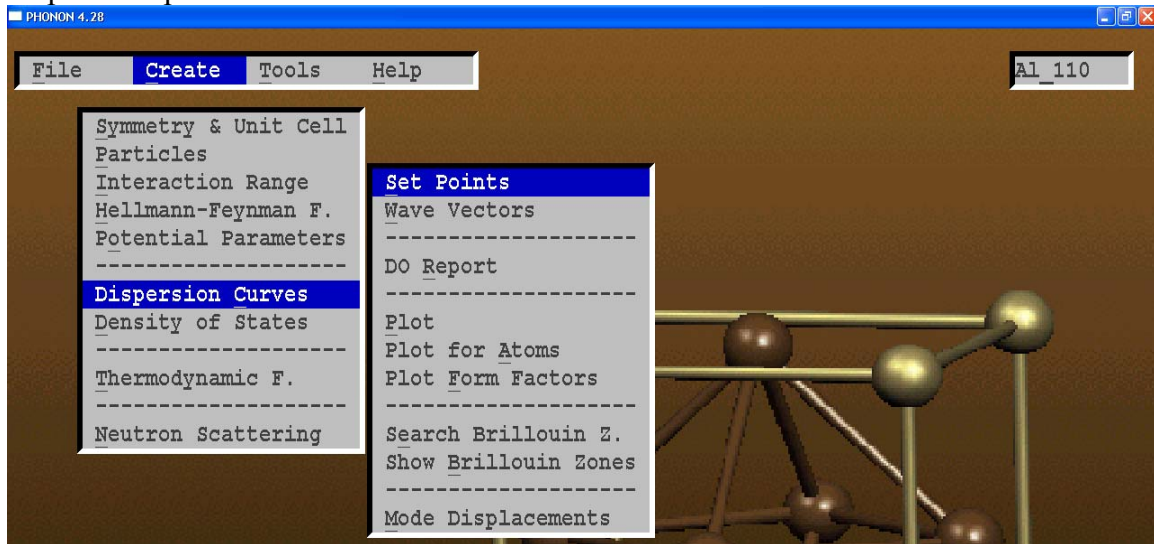 PHONON 4.28
File Create Tools Help
Al_110
Symmetry & Unit Cell
Particles
Interaction Range
Hellmann-Feynman F.
Potential Parameters
--------------------
Dispersion Curves
Density of States
--------------------
Thermodynamic F.
--------------------
Neutron Scattering
Set Points
Wave Vectors
--------------------
DO Report
--------------------
Plot
Plot for Atoms
Plot Form Factors
--------------------
Search Brillouin Z.
Show Brillouin Zones
--------------------
Mode Displacements